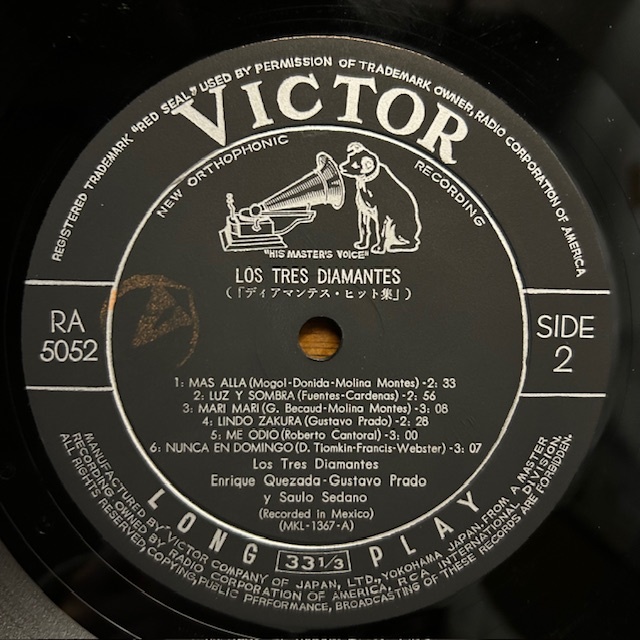 REGISTERED TRADEMARK "RED SEAL" USED BY PERMISSION OF TRADEMARK OWNER, RADIO CORPORATION OF AMERICA
VICTOR
NEW ORTHOPHONIC RECORDING
"HIS MASTER'S VOICE"
LOS TRES DIAMANTES
(「ディアマンテス・ヒット集」)
RA
5052
SIDE
2
1: MAS ALLA (Mogol-Donida-Molina Montes) -2: 33
2: LUZ Y SOMBRA (Fuentes-Cardenas) -2: 56
3: MARI MARI (G. Becaud-Molina Montes) -3: 08
4: LINDO ZAKURA (Gustavo Prado) -2: 28
5: ME ODIO (Roberto Cantoral) -3: 00
6: NUNCA EN DOMINGO (D. Tiomkin-Francis-Webster) -3: 07
Los Tres Diamantes
Enrique Quezada-Gustavo Prado
y Saulo Sedano
(Recorded in Mexico)
(MKL-1367-A)
LONG 33 1/3 PLAY
MANUFACTURED BY VICTOR COMPANY OF JAPAN, LTD., YOKOHAMA, JAPAN, FROM A MASTER
RECORDING OWNED BY RADIO CORPORATION OF AMERICA, RCA INTERNATIONAL DIVISION.
ALL RIGHTS RESERVED, COPYING, PUBLIC PERFORMANCE, BROADCASTING OF THESE RECORDS ARE FORBIDDEN.